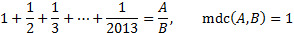 1 + 1/2 + 1/3 + ⋯ + 1/2013 = A/B, mdc(A,B) = 1